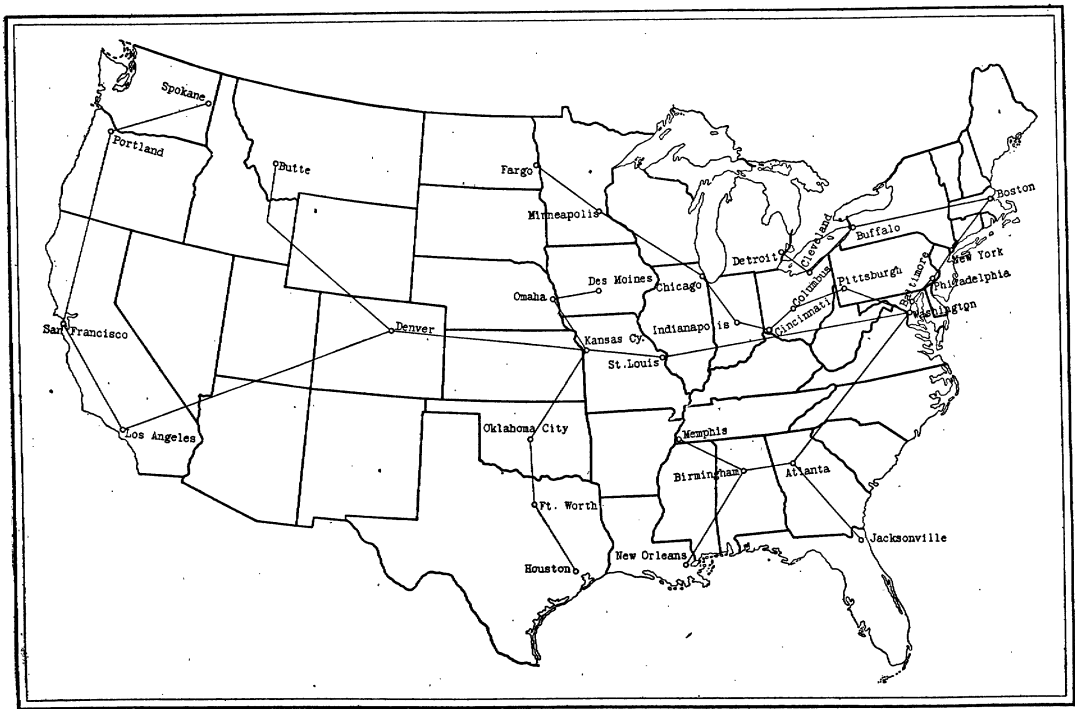 Spokane
Portland
Butte
Fargo
Minneapolis
Boston
Buffalo
Cleveland
Detroit
New York
Des Moines
Chicago
Omaha
Columbus
Pittsburgh
Baltimore
Philadelphia
Washington
San Francisco
Denver
Kansas Cy.
Indianapolis
Cincinnati
St.Louis
Los Angeles
Oklahoma City
Memphis
Birmingham
Atlanta
Ft. Worth
Jacksonville
New Orleans
Houston